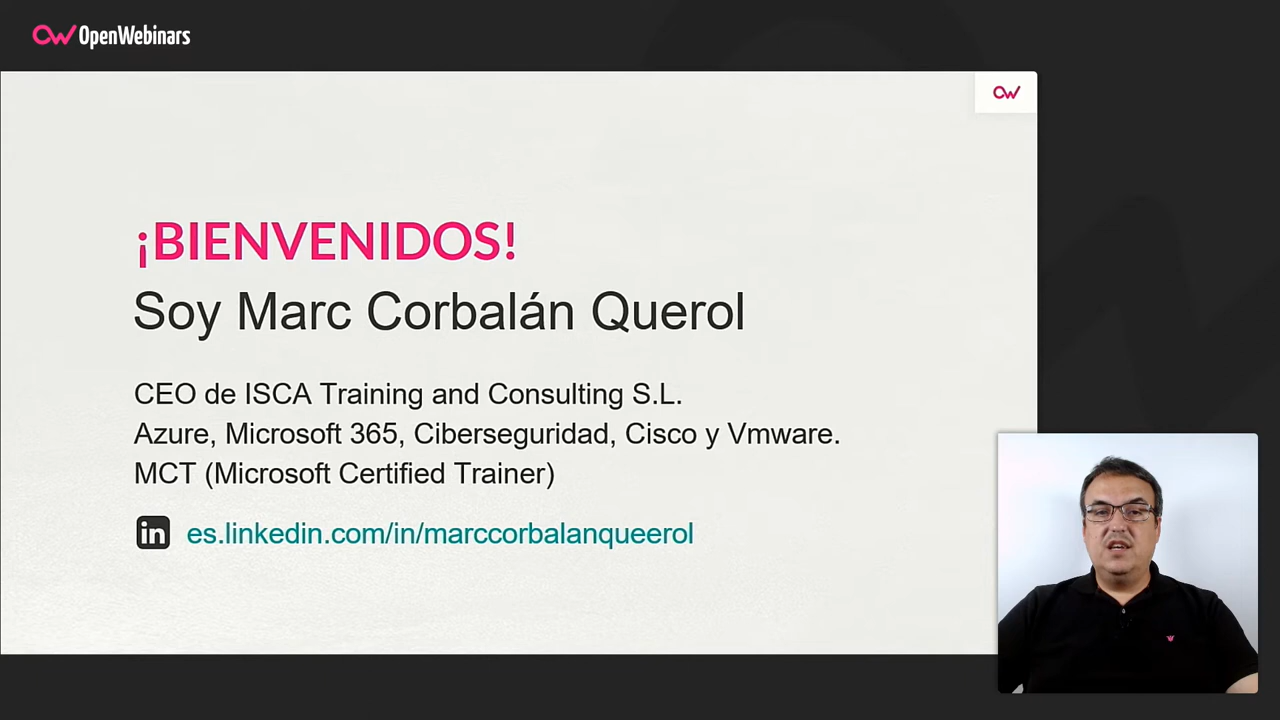 OpenWebinars
¡BIENVENIDOS!
Soy Marc Corbalán Querol
CEO de ISCA Training and Consulting S.L.
Azure, Microsoft 365, Ciberseguridad, Cisco y Vmware.
MCT (Microsoft Certified Trainer)
in es.linkedin.com/in/marccorbalanqueerol